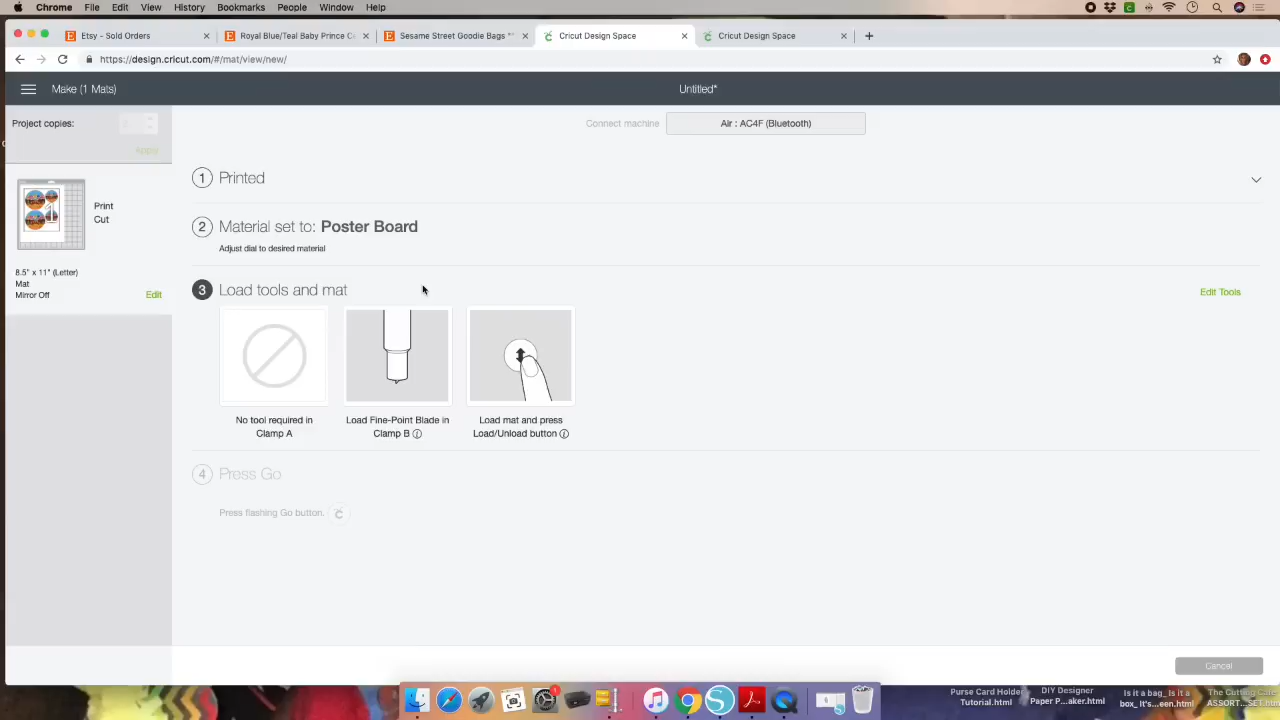 Chrome File Edit View History Bookmarks People Window Help
Etsy - Sold Orders
Royal Blue/Teal Baby Prince C
Sesame Street Goodie Bags **
Cricut Design Space
Cricut Design Space
https://design.cricut.com/#/mat/view/new/
Make (1 Mats)
Untitled*
Project copies:
Apply
Connect machine
Air : AC4F (Bluetooth)
1 Printed
Print
Cut
2 Material set to: Poster Board
Adjust dial to desired material
8.5" x 11" (Letter)
Mat
Mirror Off
Edit
3 Load tools and mat
Edit Tools
No tool required in
Clamp A
Load Fine-Point Blade in
Clamp B
Load mat and press
Load/Unload button
4 Press Go
Press flashing Go button.
Cancel
Purse Card Holde
Tutorial.html
DIY Designer
Paper P...aker.html
Is it a bag_ Is it a
box_ It's...een.html
The Cutting Cafe
ASSORT...SET.htm